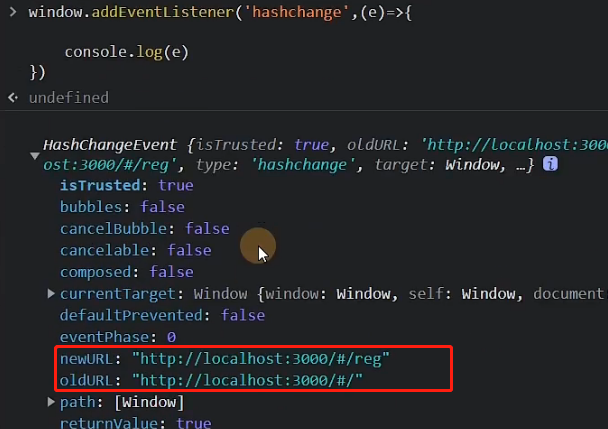 > window.addEventListener('hashchange',(e)=>{
console.log(e)
})
undefined
HashChangeEvent {isTrusted: true, oldURL: 'http://localhost:300
ost:3000/#/reg', type: 'hashchange', target: Window, …} i
isTrusted: true
bubbles: false
cancelBubble: false
cancelable: false
composed: false
currentTarget: Window {window: Window, self: Window, document
defaultPrevented: false
eventPhase: 0
newURL: "http://localhost:3000/#/reg"
oldURL: "http://localhost:3000/#/"
path: [Window]
returnValue: true